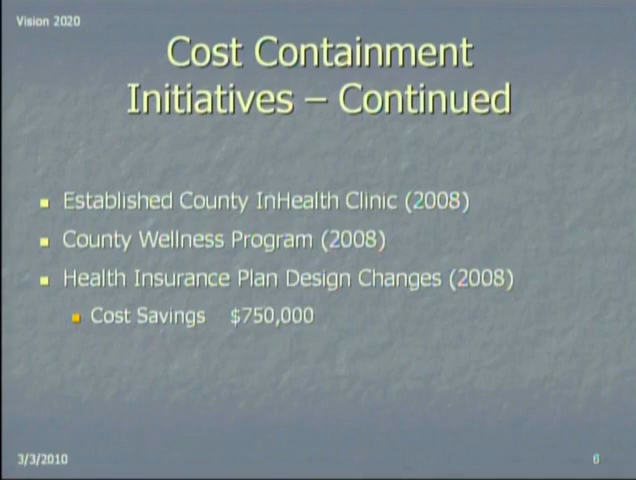 Vision 2020
Cost Containment
Initiatives – Continued
Established County InHealth Clinic (2008)
County Wellness Program (2008)
Health Insurance Plan Design Changes (2008)
Cost Savings $750,000
3/3/2010
6